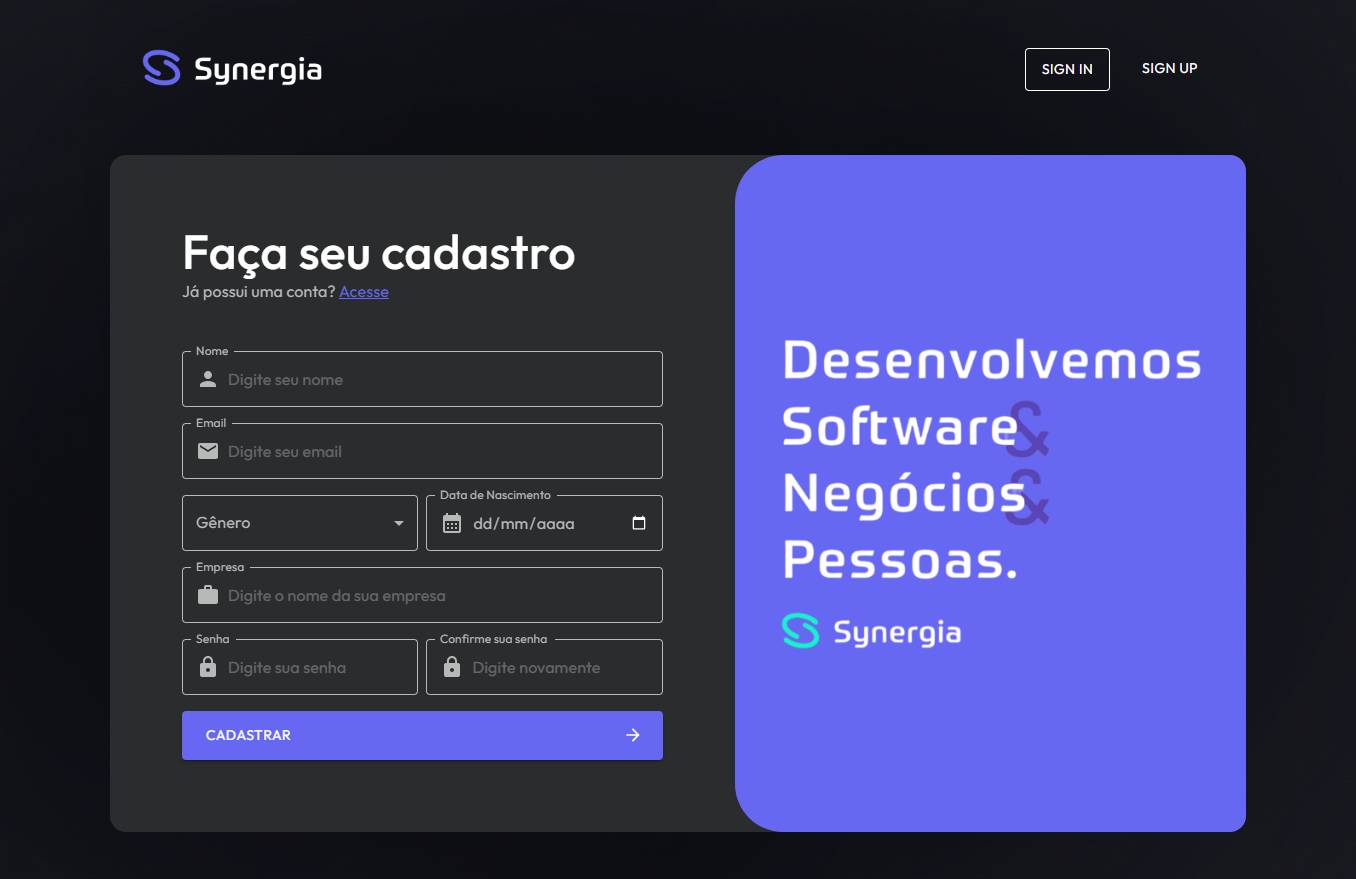 Synergia
SIGN IN
SIGN UP
Faça seu cadastro
Já possui uma conta? Acesse
Nome
Digite seu nome
Email
Digite seu email
Gênero
Data de Nascimento
dd/mm/aaaa
Empresa
Digite o nome da sua empresa
Senha
Digite sua senha
Confirme sua senha
Digite novamente
CADASTRAR
Desenvolvemos
Software&
Negócios&
Pessoas.
Synergia